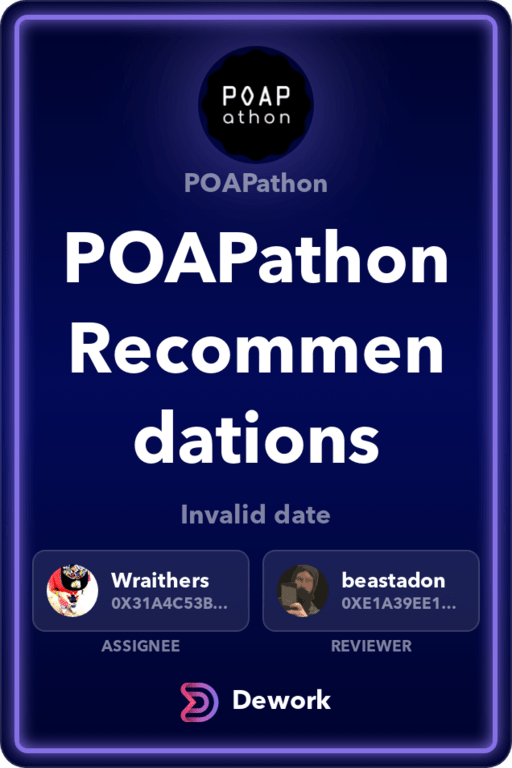 POAP
athon
POAPathon
POAPathon
Recommen
dations
Invalid date
Wraithers
0X31A4C53B...
ASSIGNEE
beastadon
0XE1A39EE1...
REVIEWER
Dework